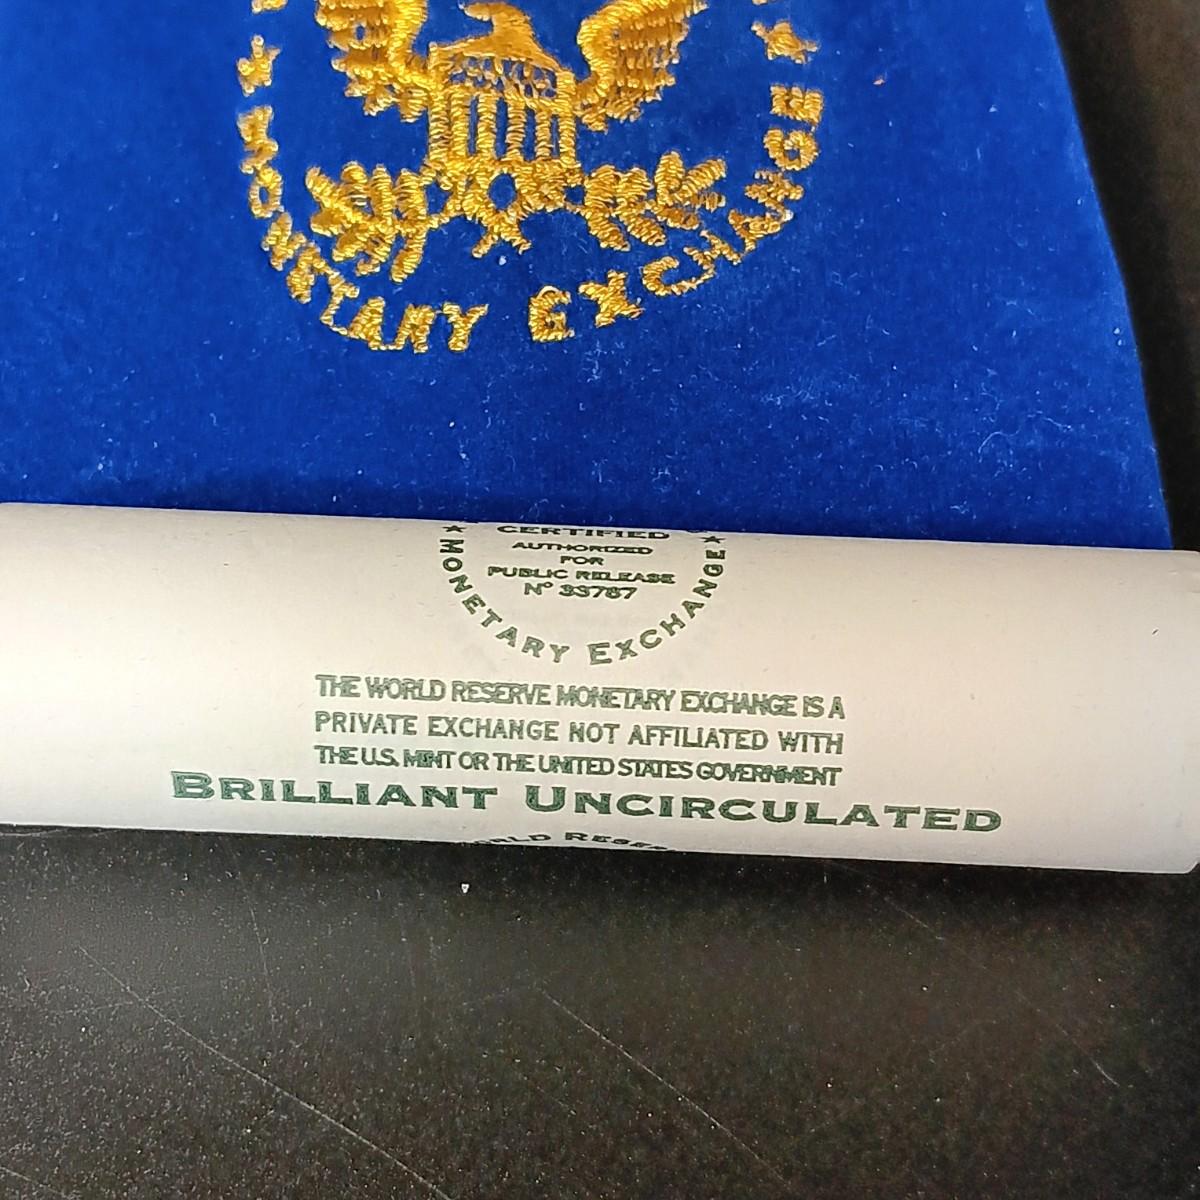 MONETARY EXCHANGE
CERTIFIED
AUTHORIZED
FOR
PUBLIC RELEASE
Nº 33787
MONETARY EXCHANGE
THE WORLD RESERVE MONETARY EXCHANGE IS A
PRIVATE EXCHANGE NOT AFFILIATED WITH
THE U.S. MINT OR THE UNITED STATES GOVERNMENT
BRILLIANT UNCIRCULATED